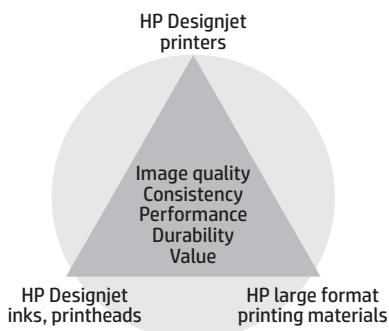 HP Designjet
printers
Image quality
Consistency
Performance
Durability
Value
HP Designjet
inks, printheads
HP large format
printing materials